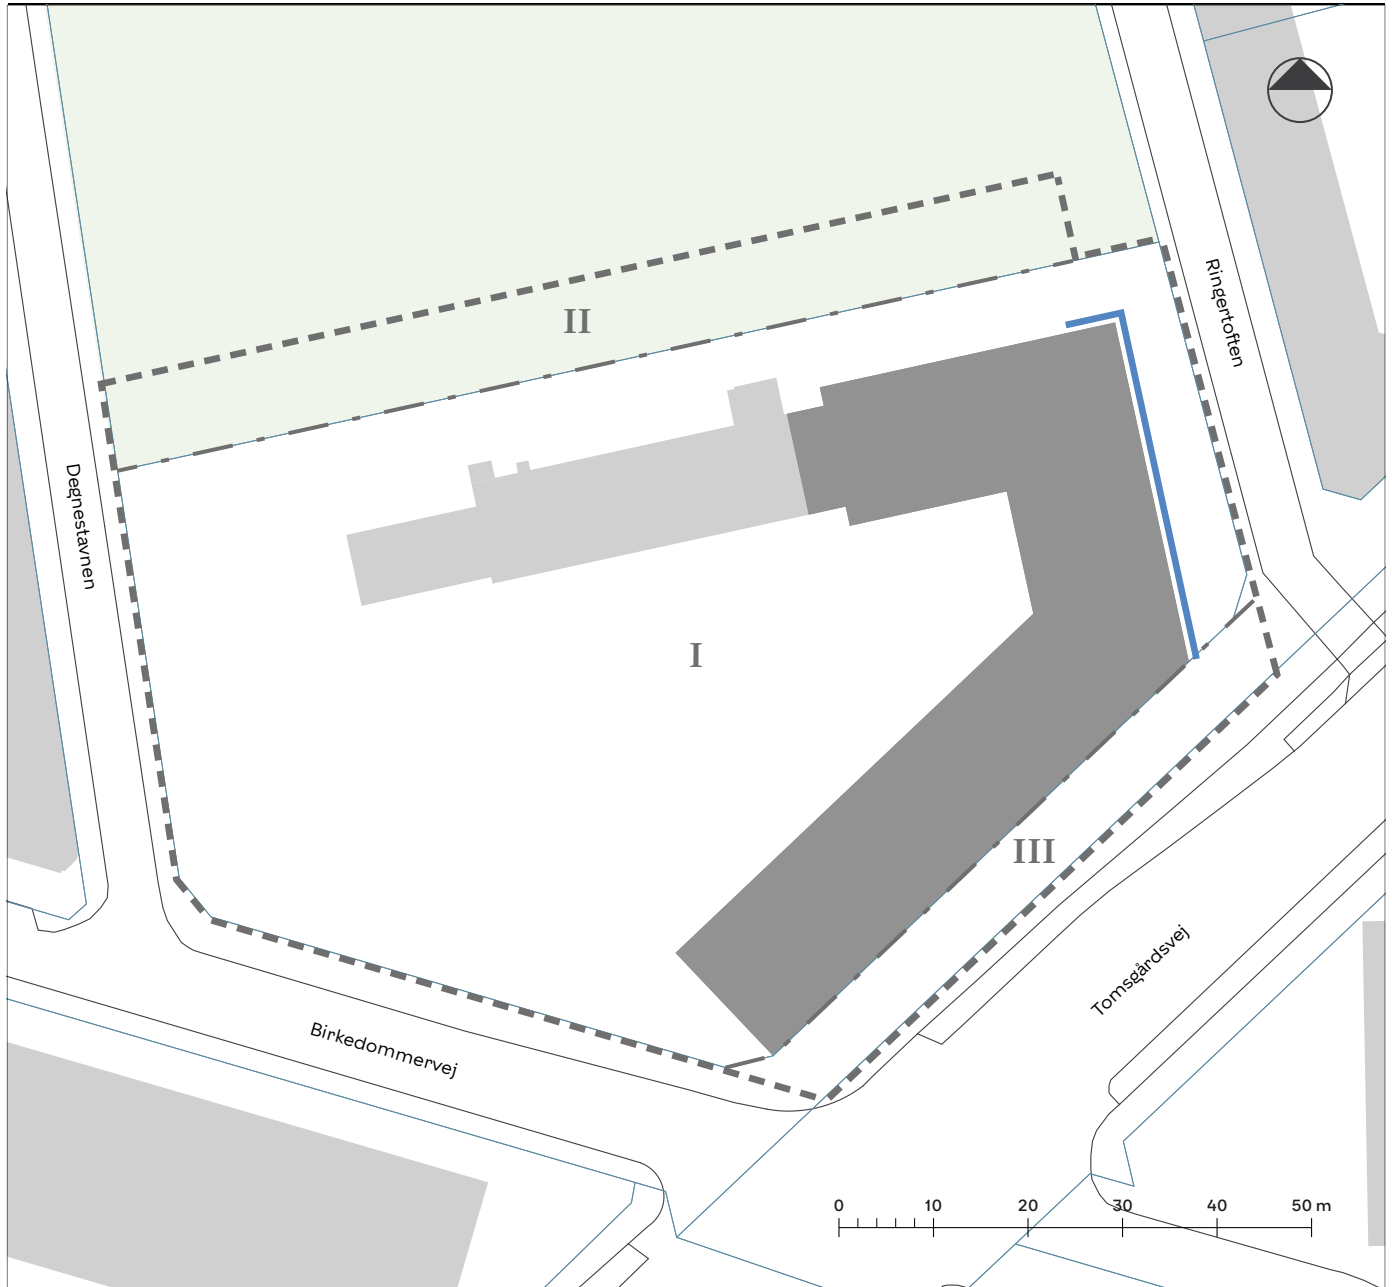 Ringertoften
II
Degnestavnen
I
III
Tomsgårdsvej
Birkedommervej
0 10 20 30 40 50 m